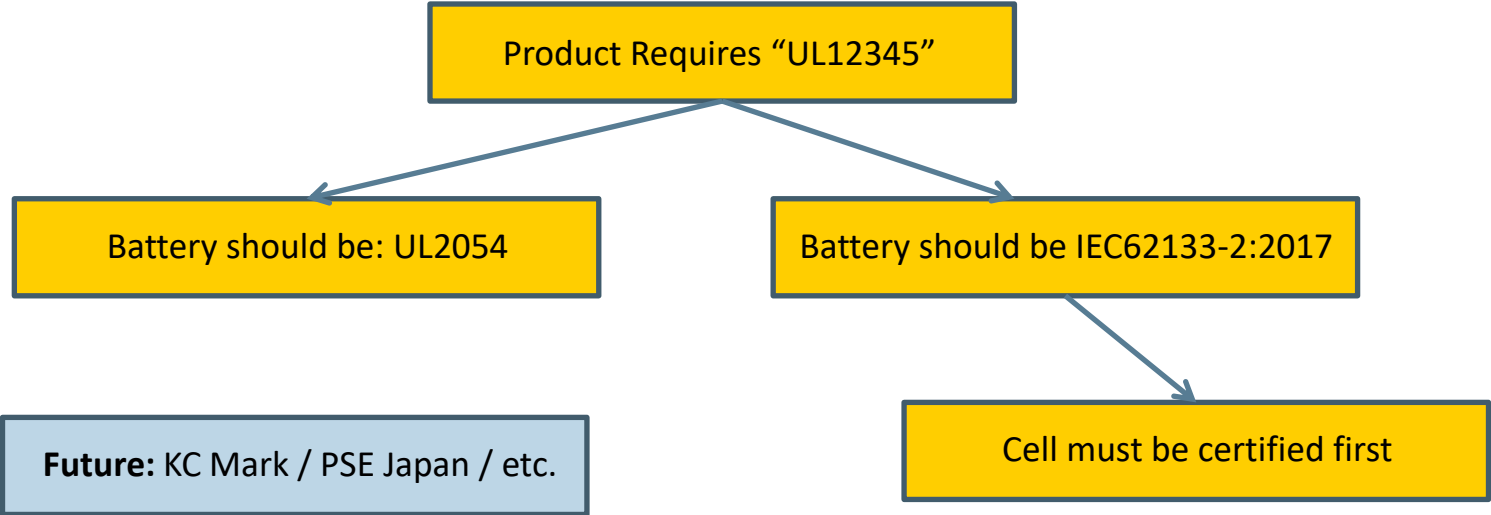 Product Requires “UL12345”
Battery should be: UL2054
Battery should be IEC62133-2:2017
Cell must be certified first
Future: KC Mark / PSE Japan / etc.